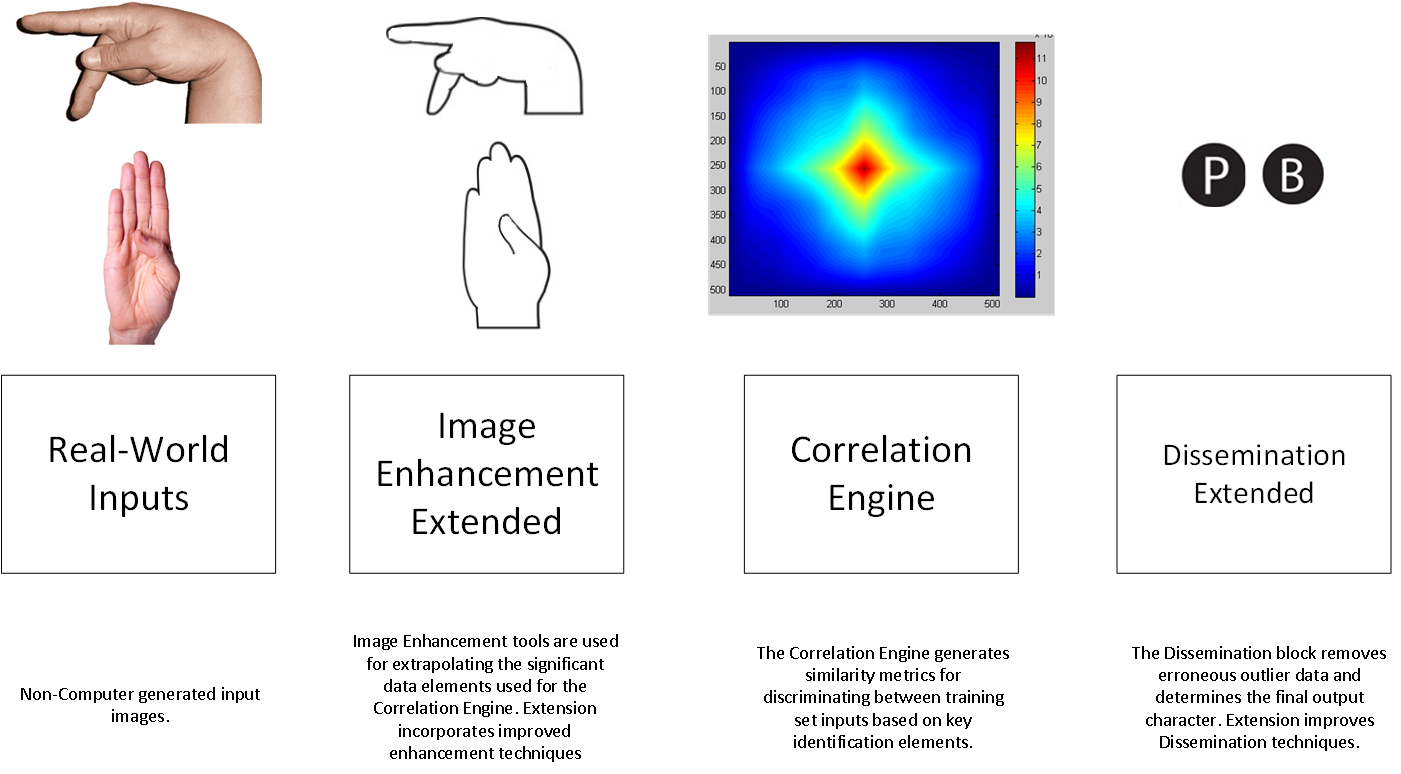 x 10
50
100
150
200
250
300
350
400
450
500
100
200
300
400
500
11
10
9
8
7
6
5
4
3
2
1
P
B
Real-World
Inputs
Image
Enhancement
Extended
Correlation
Engine
Dissemination
Extended
Non-Computer generated input
images.
Image Enhancement tools are used
for extrapolating the significant
data elements used for the
Correlation Engine. Extension
incorporates improved
enhancement techniques
The Correlation Engine generates
similarity metrics for
discriminating between training
set inputs based on key
identification elements.
The Dissemination block removes
erroneous outlier data and
determines the final output
character. Extension improves
Dissemination techniques.